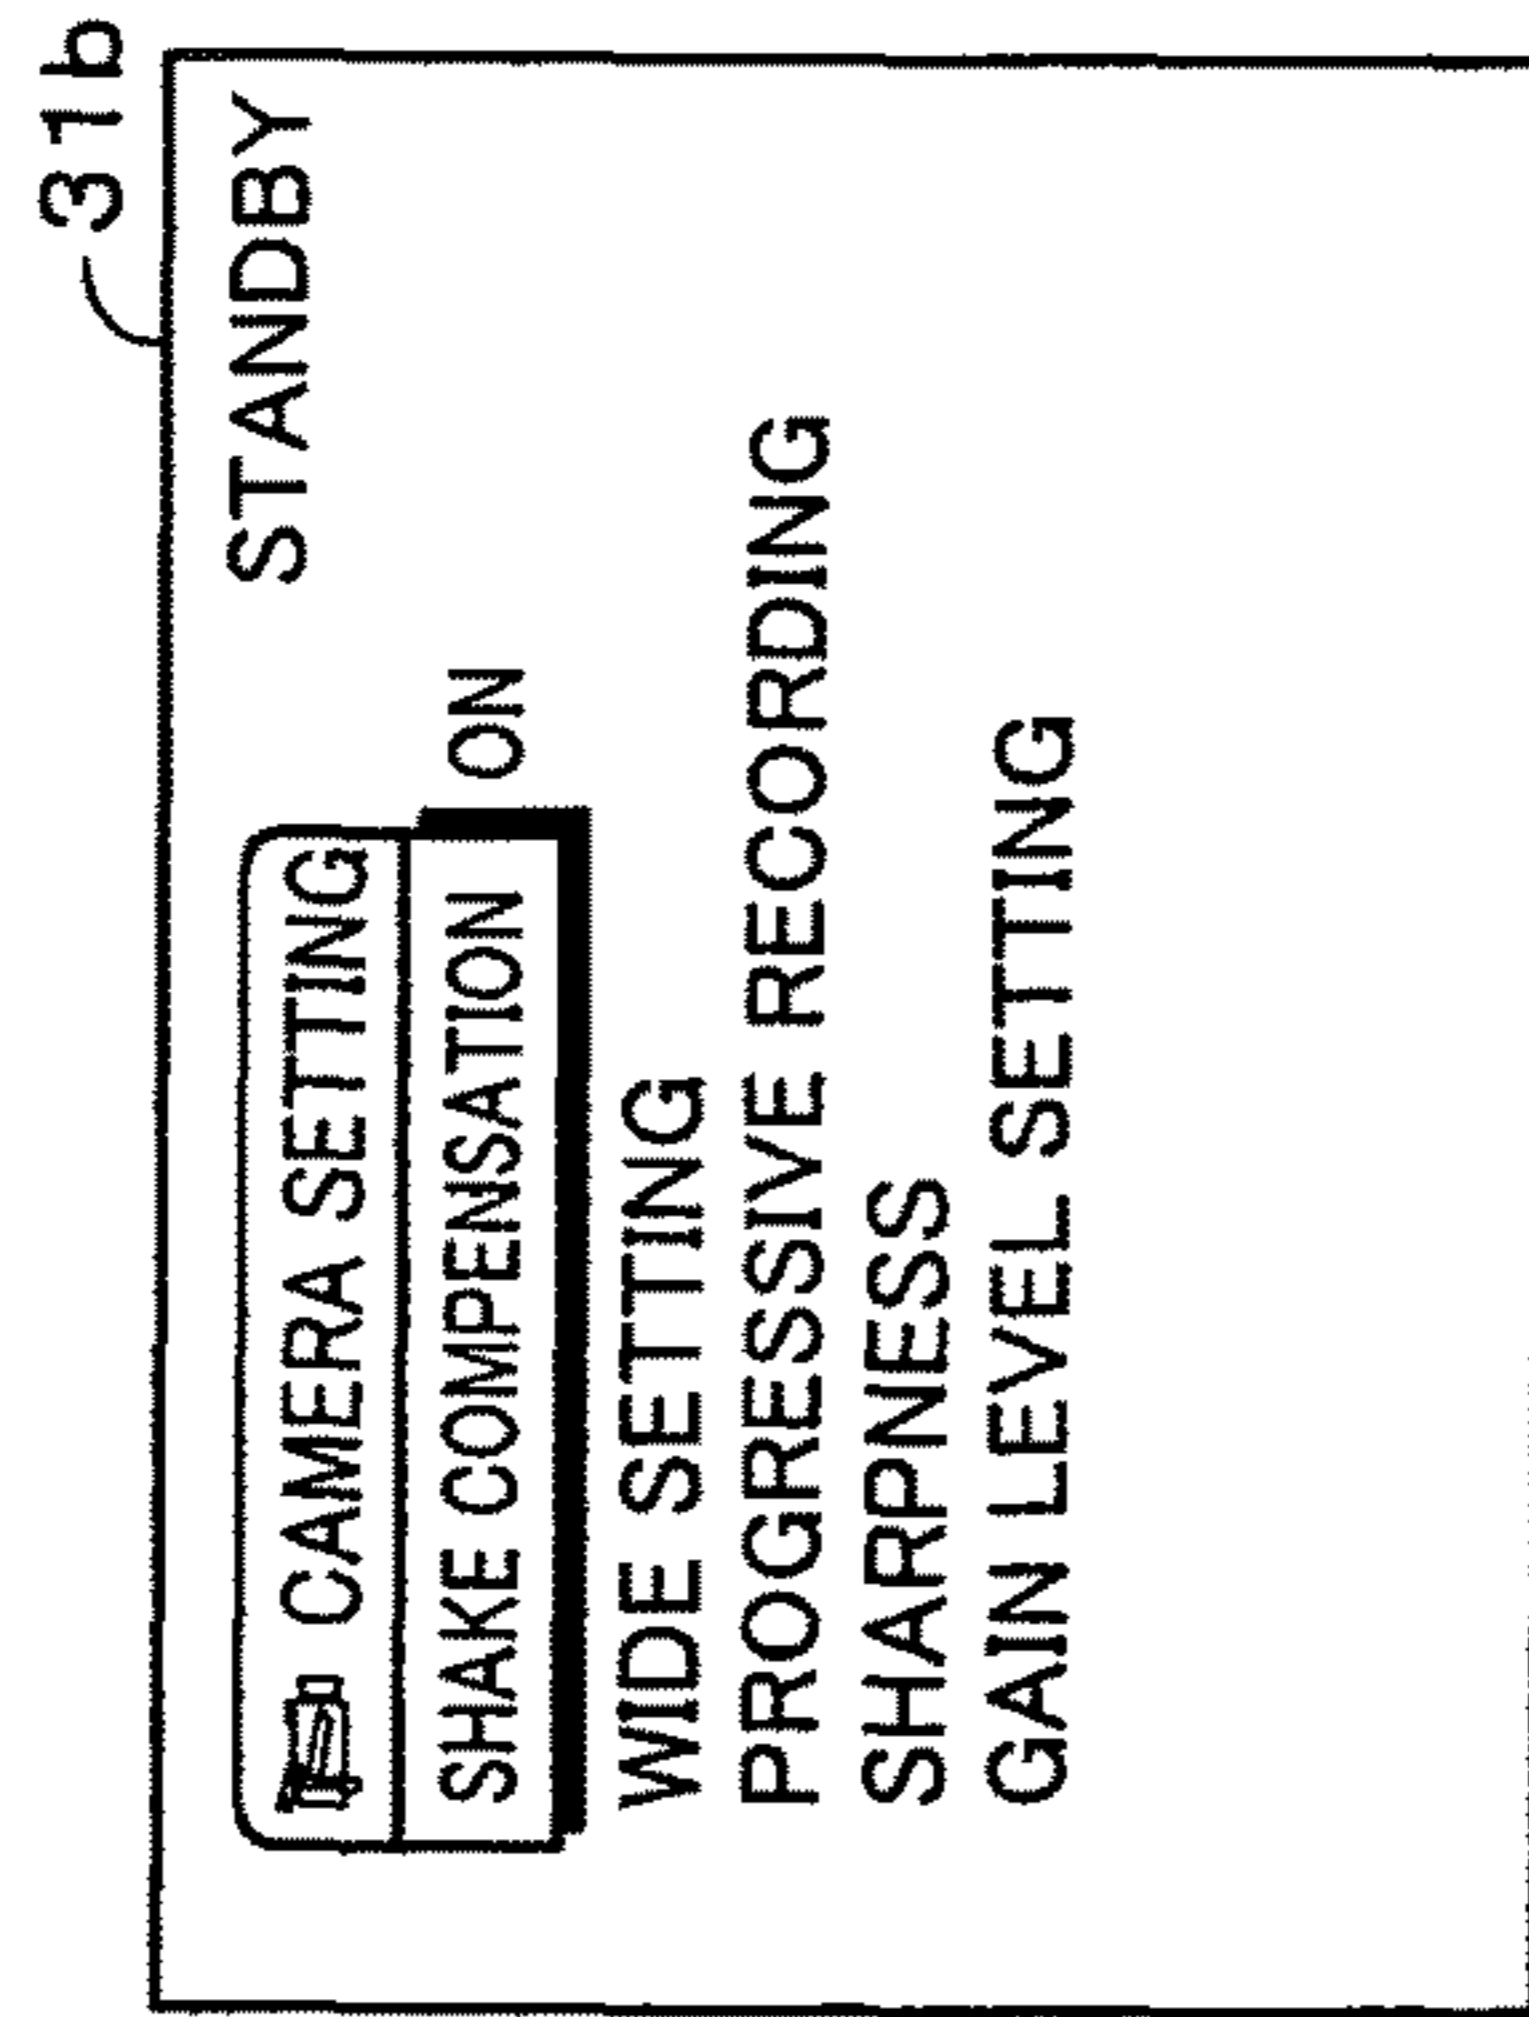 31b
STANDBY
CAMERA SETTING
SHAKE COMPENSATION ON
WIDE SETTING
PROGRESSIVE RECORDING
SHARPNESS
GAIN LEVEL SETTING